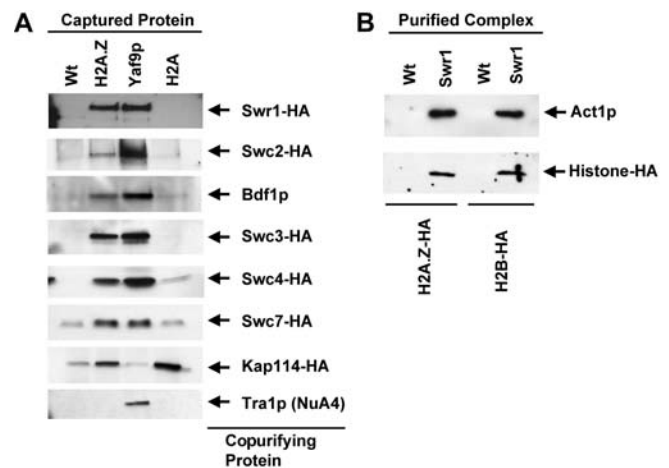 A
Captured Protein
Wt
H2A.Z
Yaf9p
H2A
Swr1-HA
Swc2-HA
Bdf1p
Swc3-HA
Swc4-HA
Swc7-HA
Kap114-HA
Tra1p (NuA4)
Copurifying
Protein
B
Purified Complex
Wt
Swr1
Wt
Swr1
Act1p
Histone-HA
H2A.Z-HA
H2B-HA